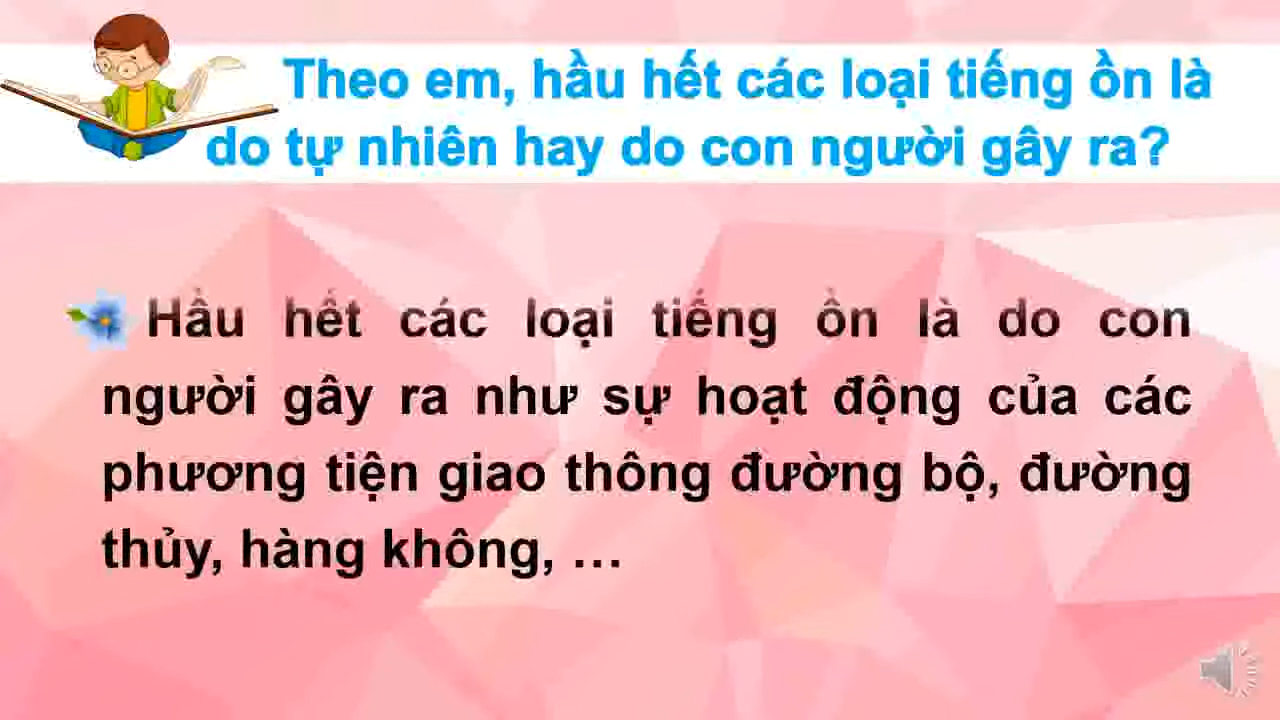 Theo em, hầu hết các loại tiếng ồn là
do tự nhiên hay do con người gây ra?
Hầu hết các loại tiếng ồn là do con
người gây ra như sự hoạt động của các
phương tiện giao thông đường bộ, đường
thủy, hàng không, ...